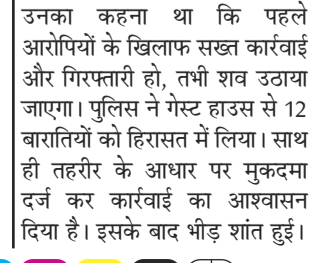 उनका कहना था कि पहले
आरोपियों के खिलाफ सख्त कार्रवाई
और गिरफ्तारी हो, तभी शव उठाया
जाएगा। पुलिस ने गेस्ट हाउस से 12
बारातियों को हिरासत में लिया। साथ
ही तहरीर के आधार पर मुकदमा
दर्ज कर कार्रवाई का आश्वासन
दिया है। इसके बाद भीड़ शांत हुई।